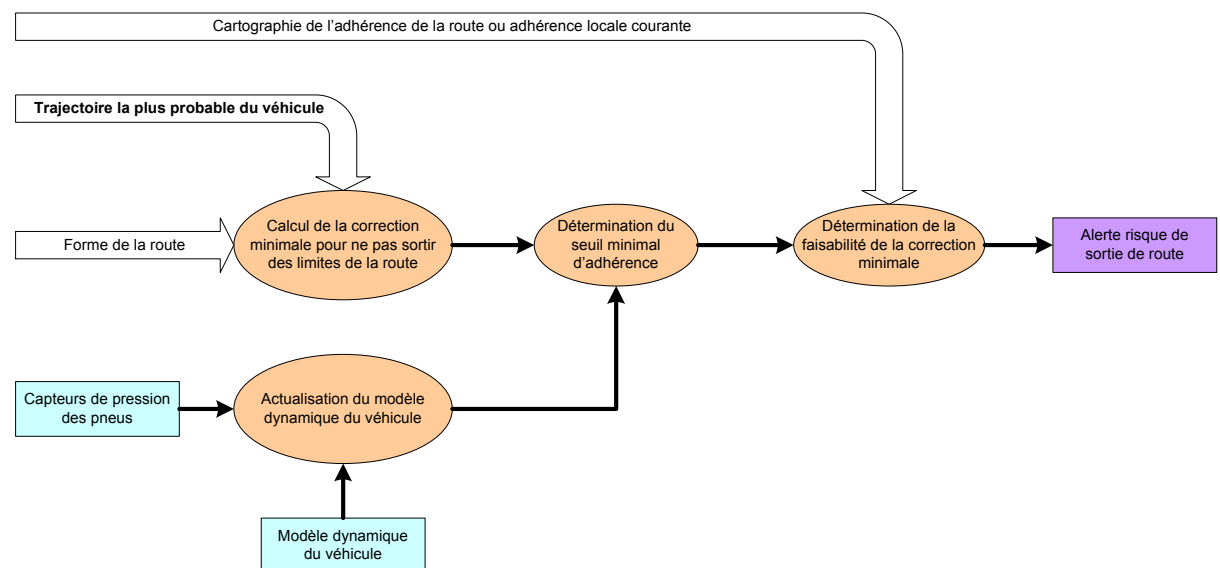 Cartographie de l'adhérence de la route ou adhérence locale courante
Trajectoire la plus probable du véhicule
Forme de la route
Calcul de la correction
minimale pour ne pas sortir
des limites de la route
Détermination du
seuil minimal
d'adhérence
Détermination de la
faisabilité de la correction
minimale
Alerte risque de
sortie de route
Capteurs de pression
des pneus
Actualisation du modèle
dynamique du véhicule
Modèle dynamique
du véhicule